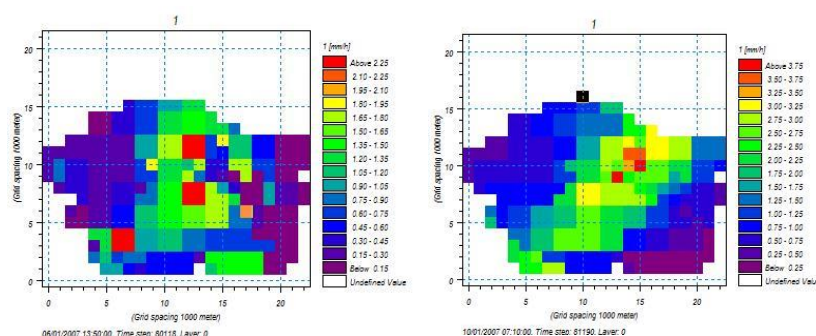 1
1 [mm/h]
Above 2.25
2.10 - 2.25
1.95 - 2.10
1.80 - 1.95
1.65 - 1.80
1.50 - 1.65
1.35 - 1.50
1.20 - 1.35
1.05 - 1.20
0.90 - 1.05
0.75 - 0.90
0.60 - 0.75
0.45 - 0.60
0.30 - 0.45
0.15 - 0.30
Below 0.15
Undefined Value
20
15
10
5
0
(Grid spacing 1000 meter)
0 5 10 15 20
(Grid spacing 1000 meter)
06/01/2007 13:50:00, Time step: 80118, Layer: 0
1
1 [mm/h]
Above 3.75
3.50 - 3.75
3.25 - 3.50
3.00 - 3.25
2.75 - 3.00
2.50 - 2.75
2.25 - 2.50
2.00 - 2.25
1.75 - 2.00
1.50 - 1.75
1.25 - 1.50
1.00 - 1.25
0.75 - 1.00
0.50 - 0.75
0.25 - 0.50
Below 0.25
Undefined Value
20
15
10
5
0
(Grid spacing 1000 meter)
0 5 10 15 20
(Grid spacing 1000 meter)
10/01/2007 07:10:00, Time step: 81190, Layer: 0